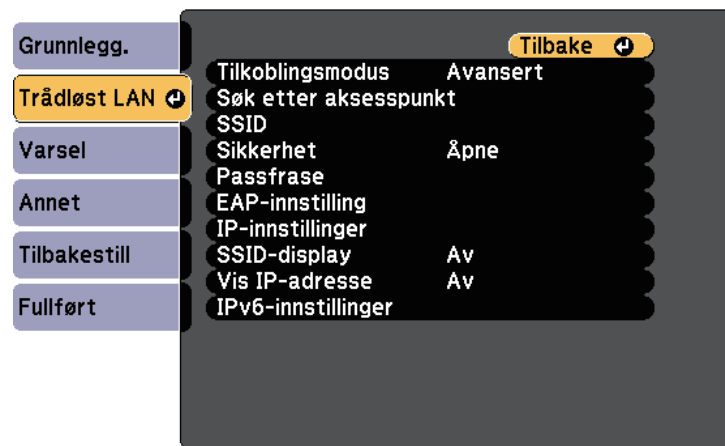 Grunnlegg.
Trådløst LAN
Varsel
Annet
Tilbakestill
Fullført
Tilbake
Tilkoblingsmodus Avansert
Søk etter aksesspunkt
SSID
Sikkerhet Åpne
Passfrase
EAP-innstilling
IP-innstillinger
SSID-display Av
Vis IP-adresse Av
IPv6-innstillinger